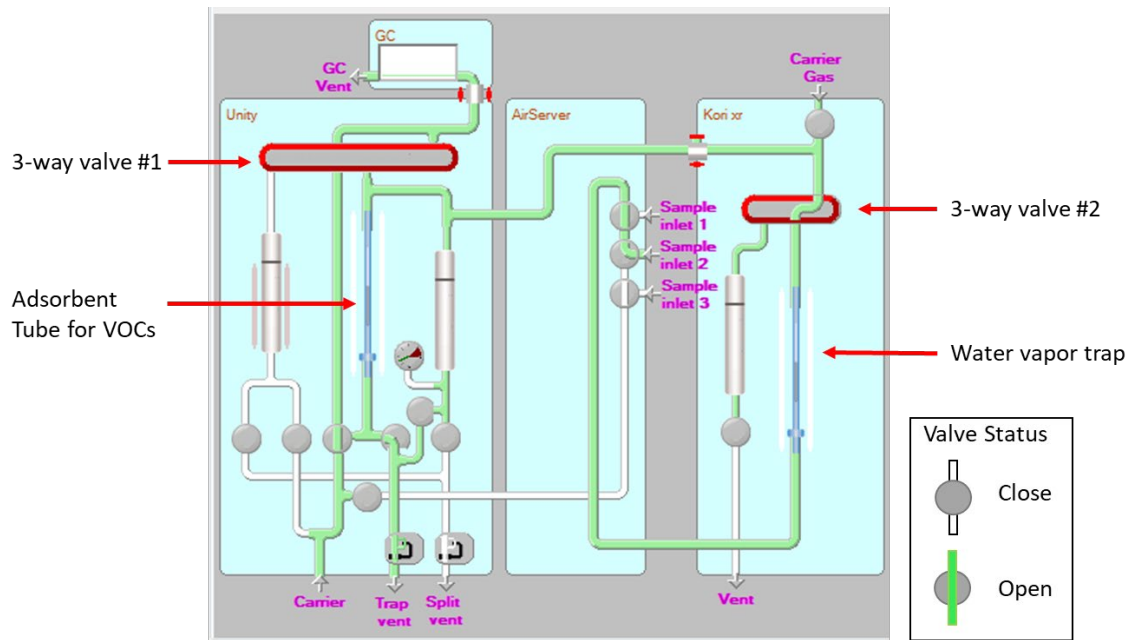 GC
GC
Vent
Carrier
Gas
Unity
AirServer
Kori xr
3-way valve #1
Sample
inlet 1
Sample
inlet 2
Sample
inlet 3
3-way valve #2
Adsorbent
Tube for VOCs
Water vapor trap
Valve Status
Close
Open
Carrier
Trap
vent
Split
vent
Vent